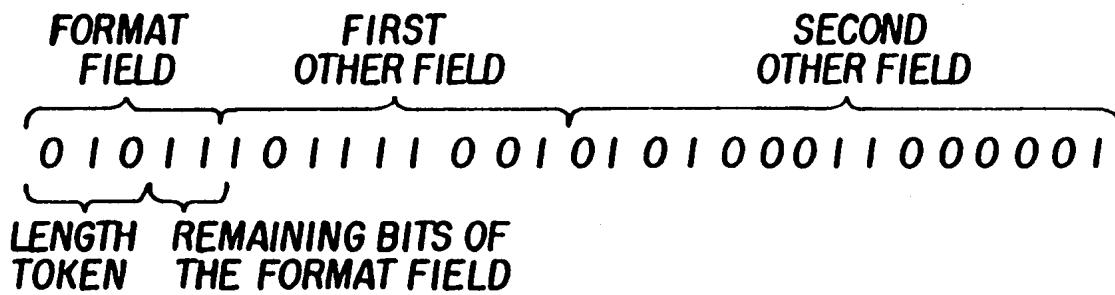 FORMAT FIELD
FIRST OTHER FIELD
SECOND OTHER FIELD
0 1 0 1 1 1 0 1 1 1 1 0 0 1 0 1 0 1 0 0 0 1 1 0 0 0 0 0 1
LENGTH TOKEN
REMAINING BITS OF THE FORMAT FIELD